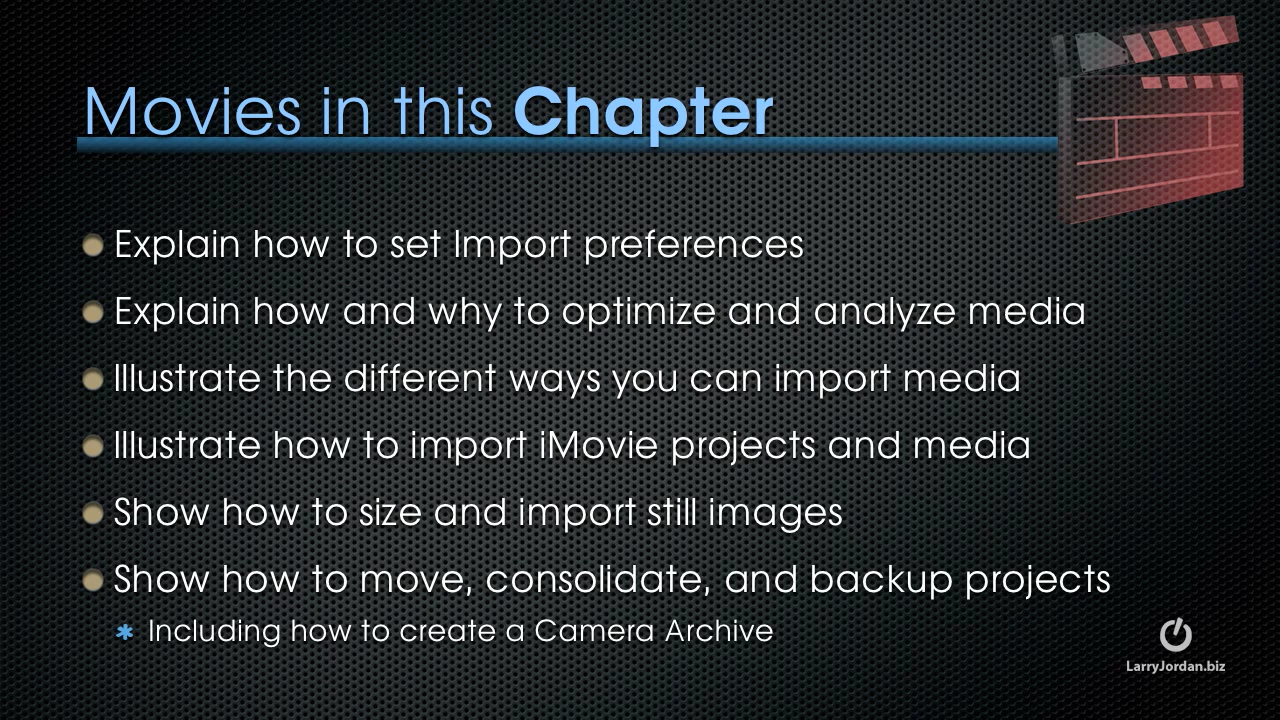 Movies in this Chapter
Explain how to set Import preferences
Explain how and why to optimize and analyze media
Illustrate the different ways you can import media
Illustrate how to import iMovie projects and media
Show how to size and import still images
Show how to move, consolidate, and backup projects
Including how to create a Camera Archive
LarryJordan.biz